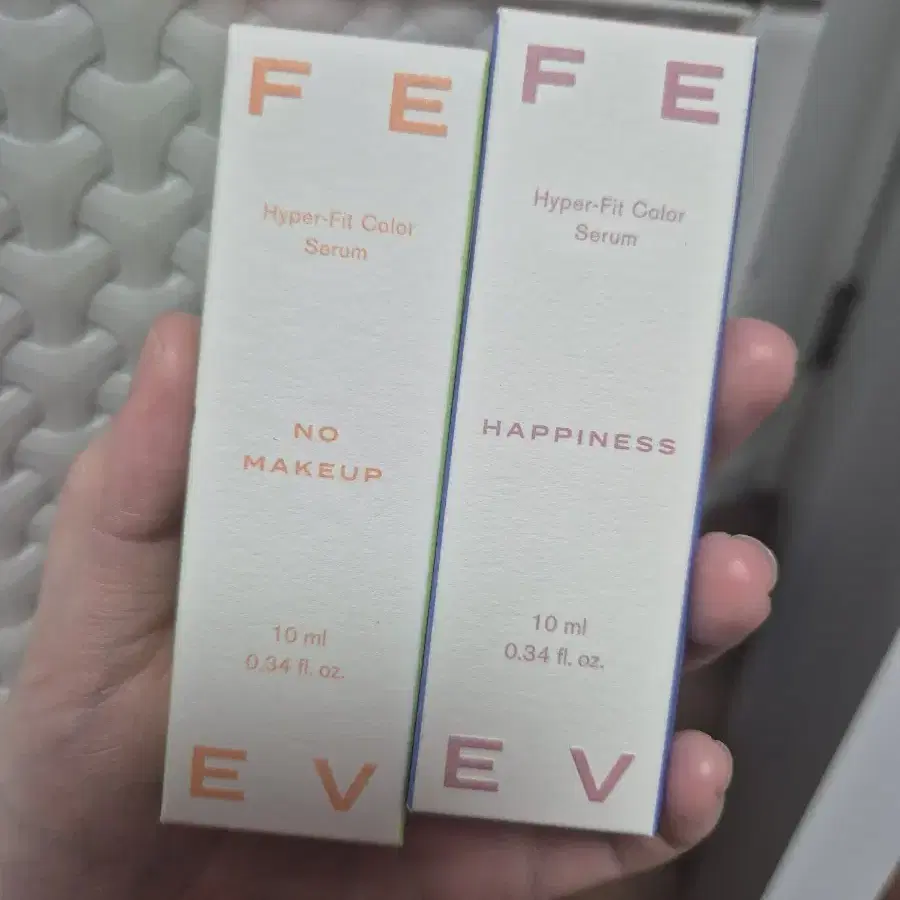 F E
Hyper-Fit Color
Serum
NO
MAKEUP
10 ml
0.34 fl. oz.
E V
F E
Hyper-Fit Color
Serum
HAPPINESS
10 ml
0.34 fl. oz.
E V